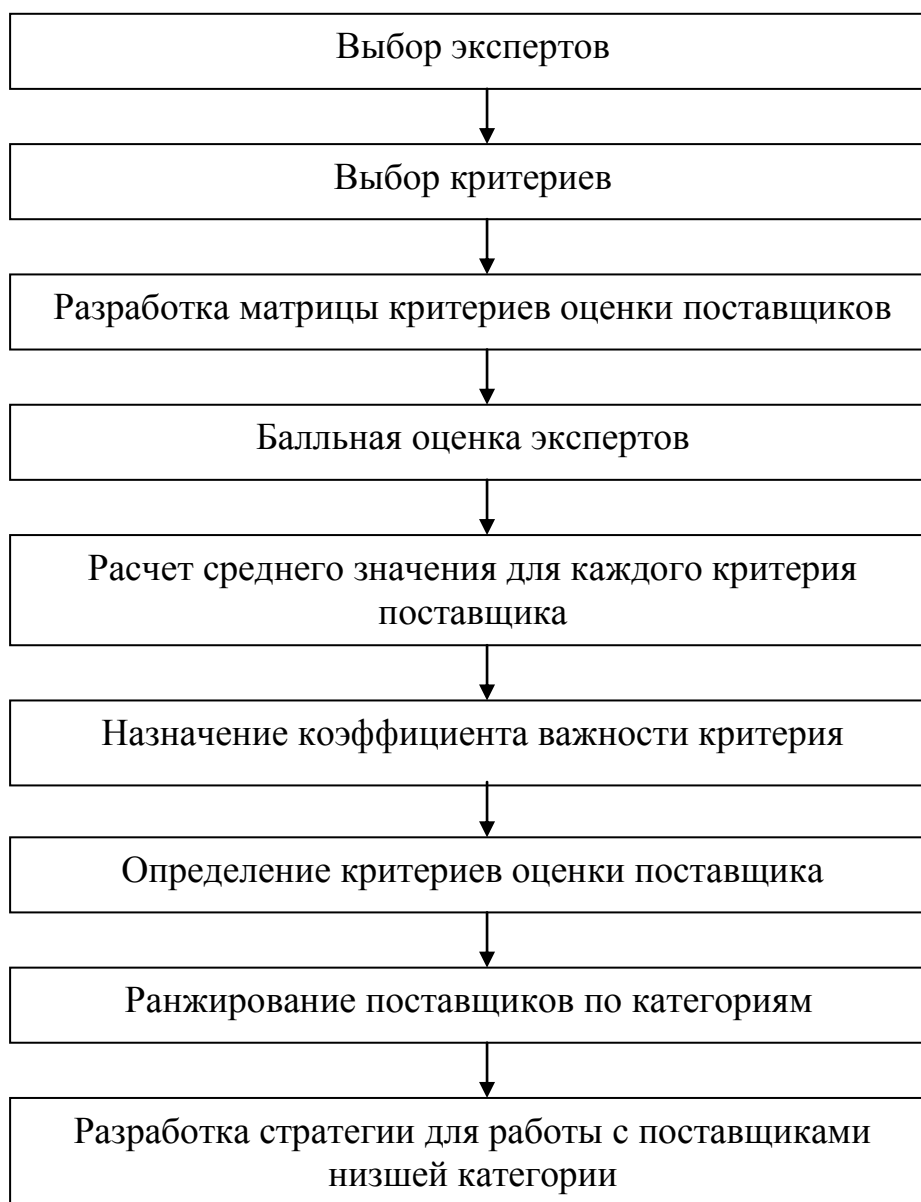 Выбор экспертов
Выбор критериев
Разработка матрицы критериев оценки поставщиков
Балльная оценка экспертов
Расчет среднего значения для каждого критерия
поставщика
Назначение коэффициента важности критерия
Определение критериев оценки поставщика
Ранжирование поставщиков по категориям
Разработка стратегии для работы с поставщиками
низшей категории